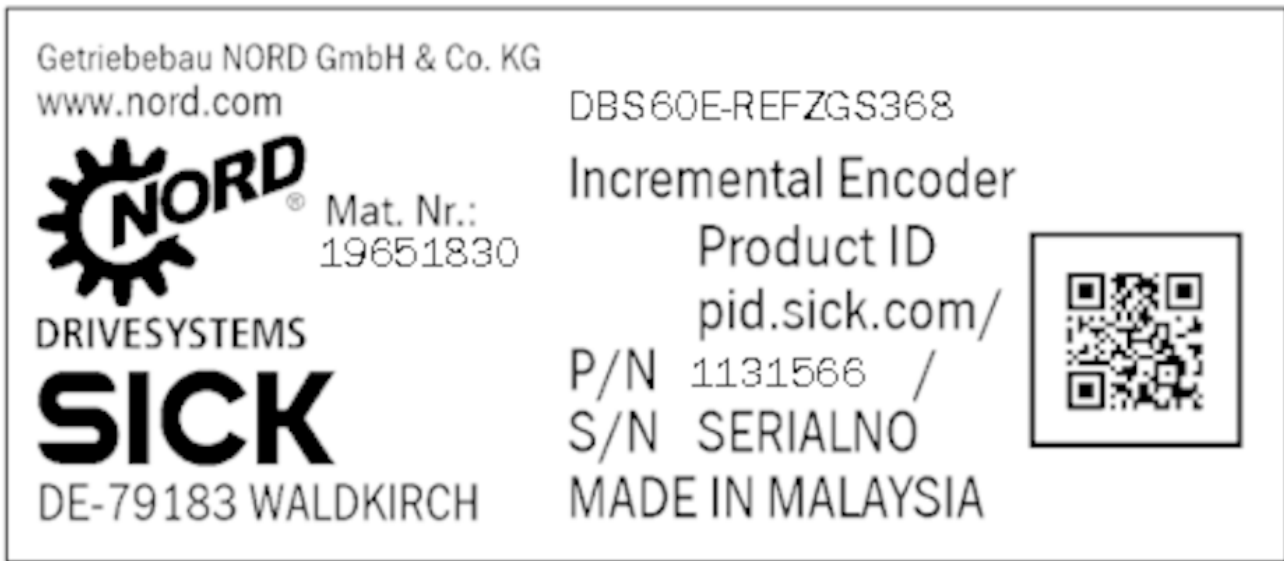 Getriebebau NORD GmbH & Co. KG
www.nord.com
NORD®
DRIVESYSTEMS
Mat. Nr.:
19651830
SICK
DE-79183 WALDKIRCH
DBS60E-REFZGS368
Incremental Encoder
Product ID
pid.sick.com/
P/N 1131566 /
S/N SERIALNO
MADE IN MALAYSIA